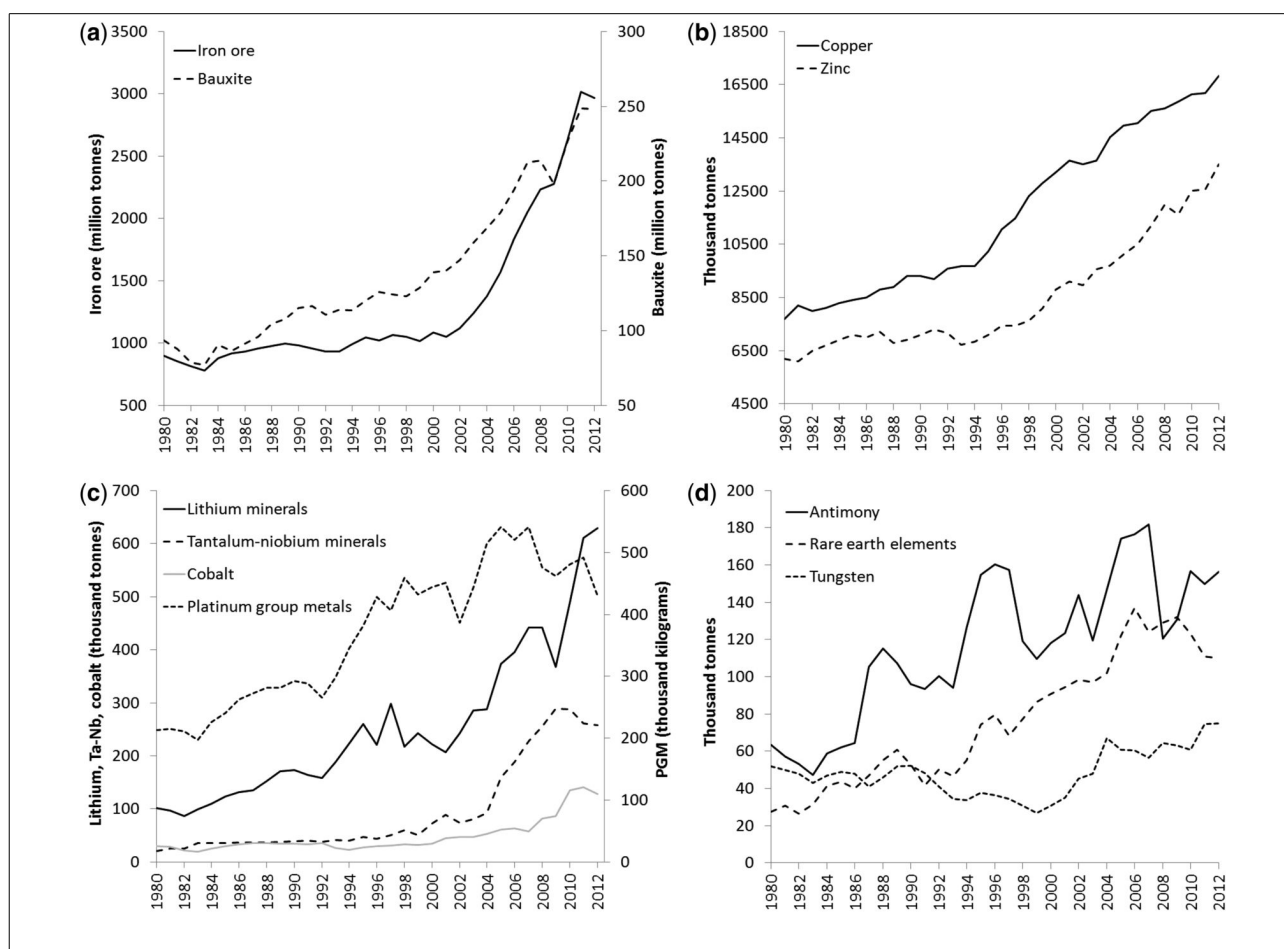 (a)
Iron ore
Bauxite
Iron ore (million tonnes)
3500
3000
2500
2000
1500
1000
500
Bauxite (million tonnes)
300
250
200
150
100
50
1980 1982 1984 1986 1988 1990 1992 1994 1996 1998 2000 2002 2004 2006 2008 2010 2012
(b)
Copper
Zinc
Thousand tonnes
18500
16500
14500
12500
10500
8500
6500
4500
1980 1982 1984 1986 1988 1990 1992 1994 1996 1998 2000 2002 2004 2006 2008 2010 2012
(c)
Lithium minerals
Tantalum-niobium minerals
Cobalt
Platinum group metals
Lithium, Ta-Nb, cobalt (thousand tonnes)
700
600
500
400
300
200
100
0
PGM (thousand kilograms)
600
500
400
300
200
100
0
1980 1982 1984 1986 1988 1990 1992 1994 1996 1998 2000 2002 2004 2006 2008 2010 2012
(d)
Antimony
Rare earth elements
Tungsten
Thousand tonnes
200
180
160
140
120
100
80
60
40
20
0
1980 1982 1984 1986 1988 1990 1992 1994 1996 1998 2000 2002 2004 2006 2008 2010 2012